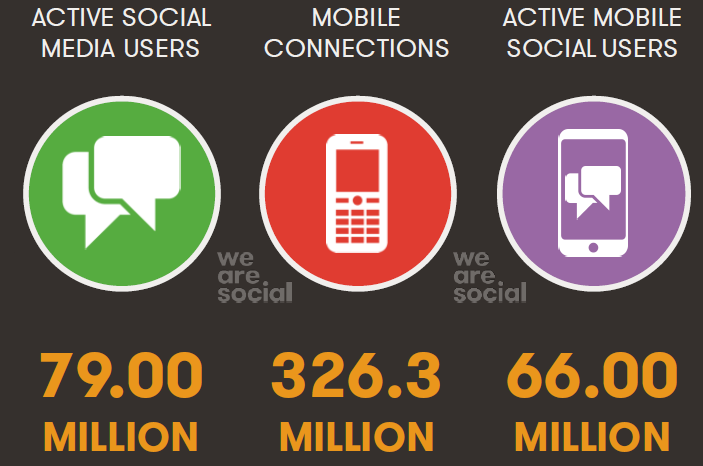 ACTIVE SOCIAL
MEDIA USERS
MOBILE
CONNECTIONS
ACTIVE MOBILE
SOCIAL USERS
we
are
social
we
are
social
79.00
MILLION
326.3
MILLION
66.00
MILLION